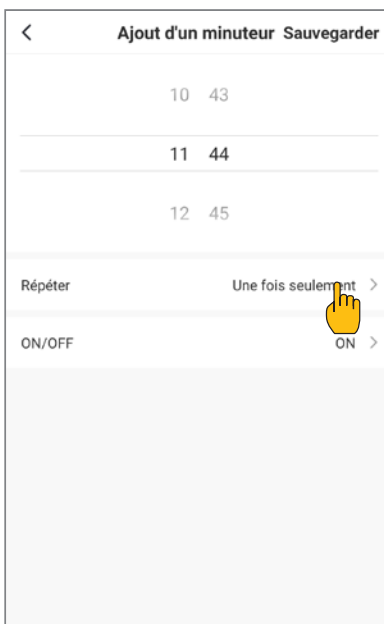 Ajout d'un minuteur Sauvegarder
10 43
11 44
12 45
Répéter Une fois seulement
ON/OFF ON